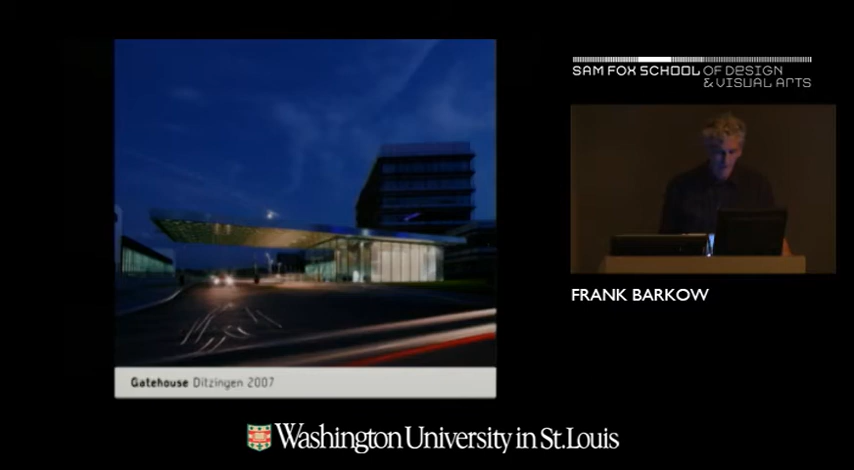 SAM FOX SCHOOL OF DESIGN
& VISUAL ARTS
FRANK BARKOW
Gatehouse Ditzingen 2007
Washington University in St. Louis